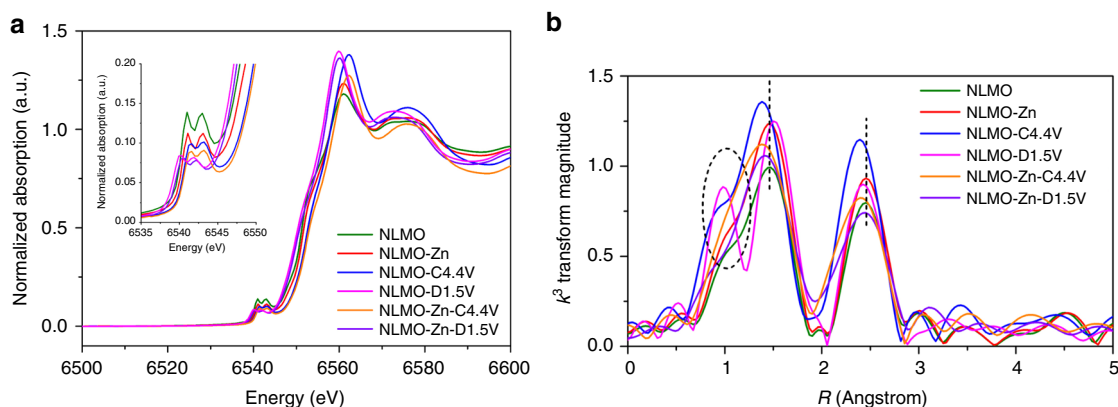 a
Normalized absorption (a.u.)
1.5
1.0
0.5
0.0
6500
6520
6540
6560
6580
6600
Energy (eV)
Normalized absorption (a.u.)
0.20
0.15
0.10
0.05
0.00
6535
6540
6545
6550
Energy (eV)
NLMO
NLMO-Zn
NLMO-C4.4V
NLMO-D1.5V
NLMO-Zn-C4.4V
NLMO-Zn-D1.5V
b
k³ transform magnitude
1.5
1.0
0.5
0.0
0
1
2
3
4
5
R (Angstrom)
NLMO
NLMO-Zn
NLMO-C4.4V
NLMO-D1.5V
NLMO-Zn-C4.4V
NLMO-Zn-D1.5V